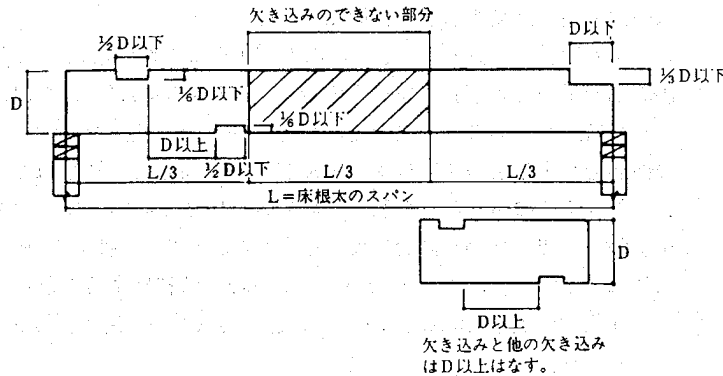 欠き込みのできない部分
½D以下
D以下
D
⅙D以下
⅓D以下
⅙D以下
D以上
½D以下
L/3
L/3
L/3
L=床根太のスパン
D
D以上
欠き込みと他の欠き込み
はD以上はなす。